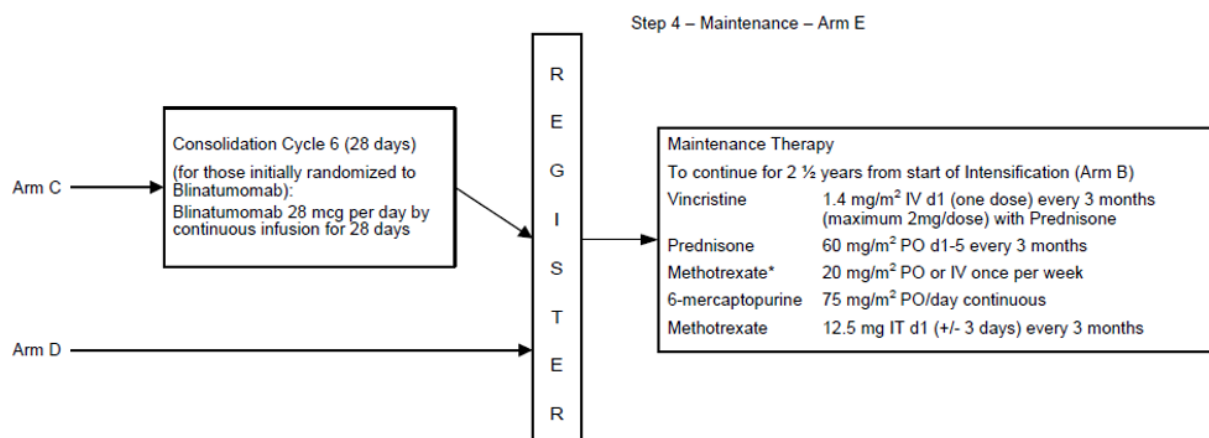 Step 4 – Maintenance – Arm E
Arm C
Consolidation Cycle 6 (28 days)
(for those initially randomized to
Blinatumomab):
Blinatumomab 28 mcg per day by
continuous infusion for 28 days
Arm D
R
E
G
I
S
T
E
R
Maintenance Therapy
To continue for 2 ½ years from start of Intensification (Arm B)
Vincristine 1.4 mg/m² IV d1 (one dose) every 3 months
(maximum 2mg/dose) with Prednisone
Prednisone 60 mg/m² PO d1-5 every 3 months
Methotrexate* 20 mg/m² PO or IV once per week
6-mercaptopurine 75 mg/m² PO/day continuous
Methotrexate 12.5 mg IT d1 (+/- 3 days) every 3 months